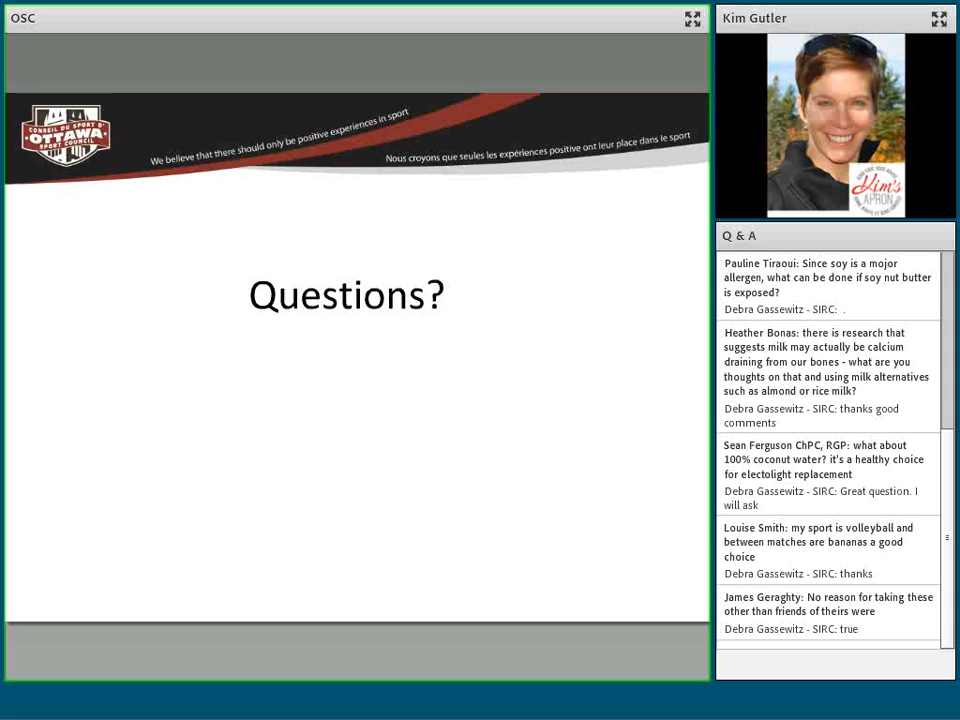 OSC
CONSEIL DU SPORT D'
OTTAWA
SPORT COUNCIL
We believe that there should only be positive experiences in sport
Nous croyons que seules les expériences positive ont leur place dans le sport
Questions?
Kim Gutler
Kim's
APRON
Q & A
Pauline Tiraoui: Since soy is a mojor
allergen, what can be done if soy nut butter
is exposed?
Debra Gassewitz - SIRC: .
Heather Bonas: there is research that
suggests milk may actually be calcium
draining from our bones - what are you
thoughts on that and using milk alternatives
such as almond or rice milk?
Debra Gassewitz - SIRC: thanks good
comments
Sean Ferguson ChPC, RGP: what about
100% coconut water? it's a healthy choice
for electolight replacement
Debra Gassewitz - SIRC: Great question. I
will ask
Louise Smith: my sport is volleyball and
between matches are bananas a good
choice
Debra Gassewitz - SIRC: thanks
James Geraghty: No reason for taking these
other than friends of theirs were
Debra Gassewitz - SIRC: true